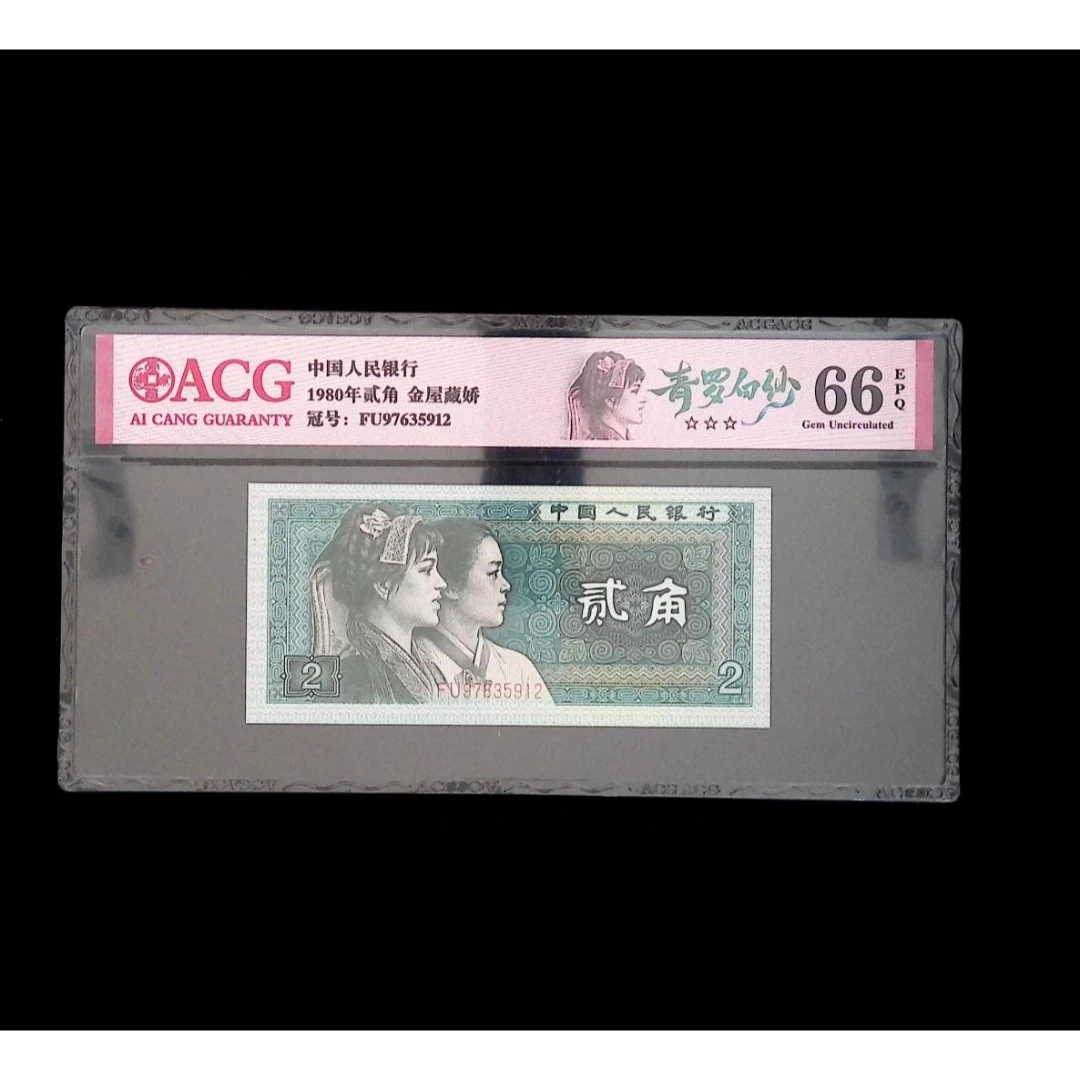 ACG
AI CANG GUARANTY
中国人民银行
1980年贰角 金屋藏娇
冠号：FU97635912
青罗白纱
☆☆☆
66
EPQ
Gem Uncirculated
中国人民银行
贰角
2
FU97635912
2
ACGACG